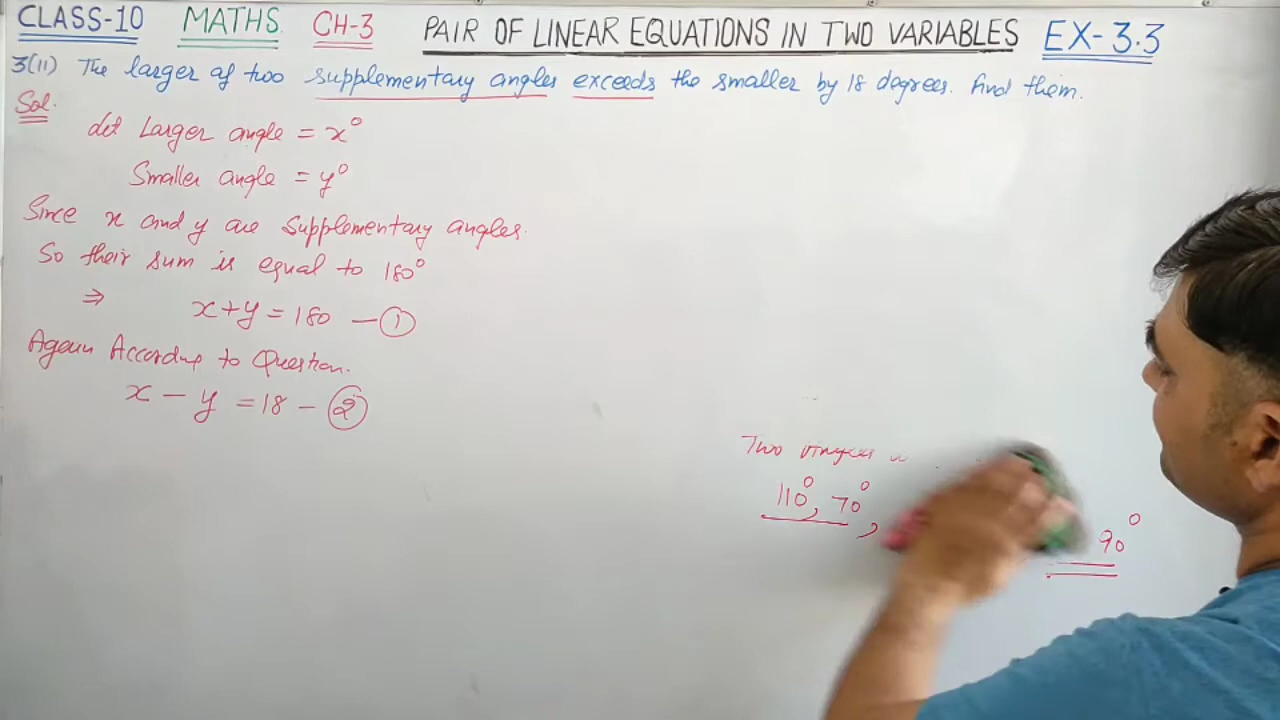 CLASS-10 MATHS. CH-3 PAIR OF LINEAR EQUATIONS IN TWO VARIABLES EX-3.3
3(11) The larger of two supplementary angles exceeds the smaller by 18 degrees. find them.
Sol.
Let Larger angle = x°
Smaller angle = y°
Since x and y are supplementary angles.
So their sum is equal to 180°
⇒ x+y = 180 — ①
Again According to Question.
x - y = 18 - ②
Two
110°, 70°,
90°